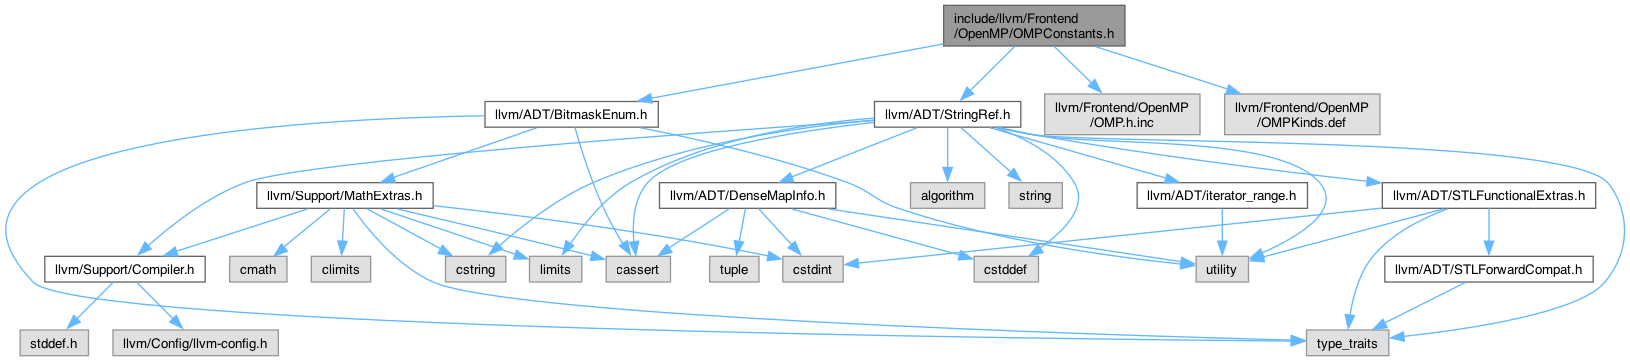 include/llvm/Frontend
/OpenMP/OMPConstants.h
llvm/ADT/BitmaskEnum.h
llvm/ADT/StringRef.h
llvm/Frontend/OpenMP
/OMP.h.inc
llvm/Frontend/OpenMP
/OMPKinds.def
llvm/Support/MathExtras.h
llvm/ADT/DenseMapInfo.h
algorithm
string
llvm/ADT/iterator_range.h
llvm/ADT/STLFunctionalExtras.h
llvm/Support/Compiler.h
cmath
climits
cstring
limits
cassert
tuple
cstdint
cstddef
utility
llvm/ADT/STLForwardCompat.h
stddef.h
llvm/Config/llvm-config.h
type_traits